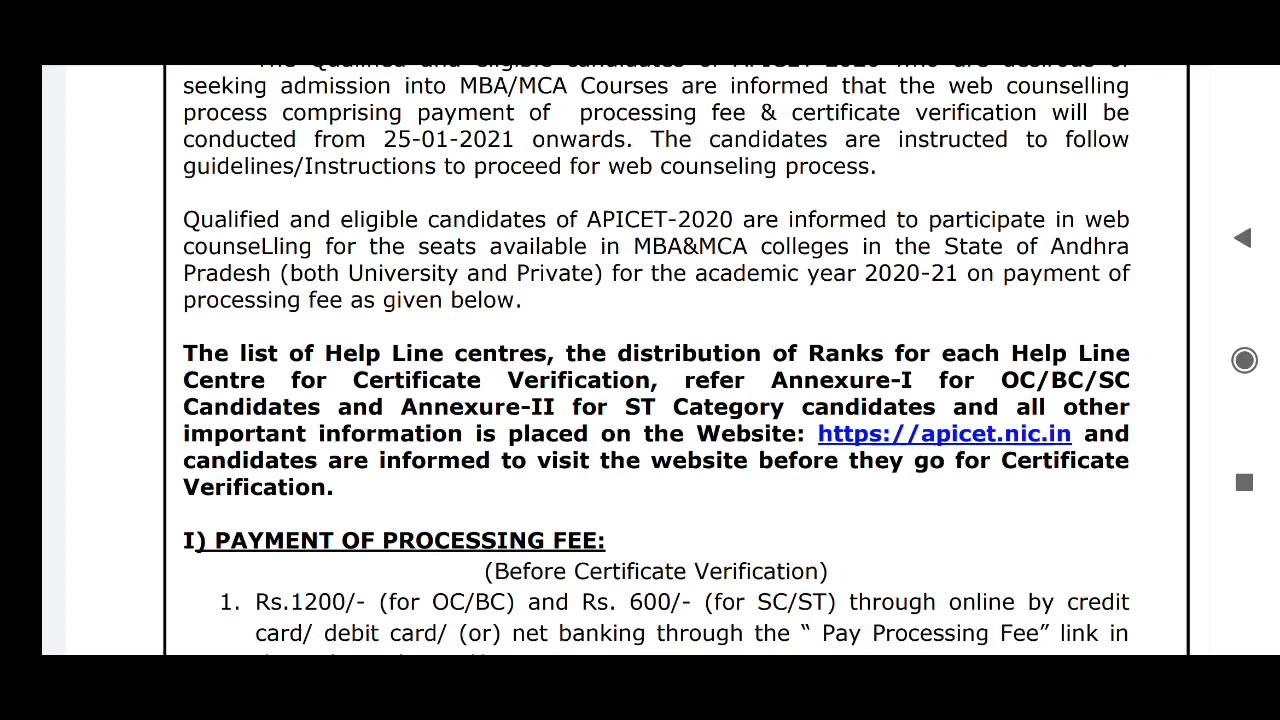 seeking admission into MBA/MCA Courses are informed that the web counselling
process comprising payment of processing fee & certificate verification will be
conducted from 25-01-2021 onwards. The candidates are instructed to follow
guidelines/Instructions to proceed for web counseling process.
Qualified and eligible candidates of APICET-2020 are informed to participate in web
counseLling for the seats available in MBA&MCA colleges in the State of Andhra
Pradesh (both University and Private) for the academic year 2020-21 on payment of
processing fee as given below.
The list of Help Line centres, the distribution of Ranks for each Help Line
Centre for Certificate Verification, refer Annexure-I for OC/BC/SC
Candidates and Annexure-II for ST Category candidates and all other
important information is placed on the Website: https://apicet.nic.in and
candidates are informed to visit the website before they go for Certificate
Verification.
I) PAYMENT OF PROCESSING FEE:
(Before Certificate Verification)
1. Rs.1200/- (for OC/BC) and Rs. 600/- (for SC/ST) through online by credit
card/ debit card/ (or) net banking through the “ Pay Processing Fee” link in